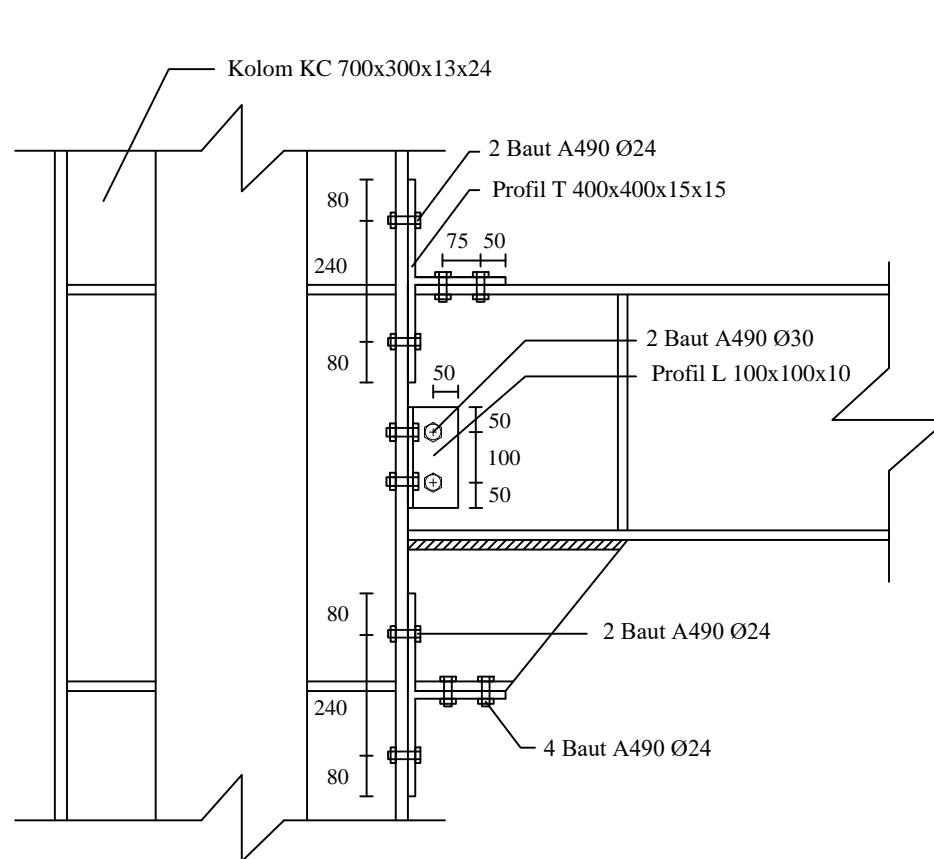 Kolom KC 700x300x13x24
2 Baut A490 Ø24
Profil T 400x400x15x15
80
75 50
240
2 Baut A490 Ø30
80
50
Profil L 100x100x10
50
100
50
80
2 Baut A490 Ø24
240
4 Baut A490 Ø24
80